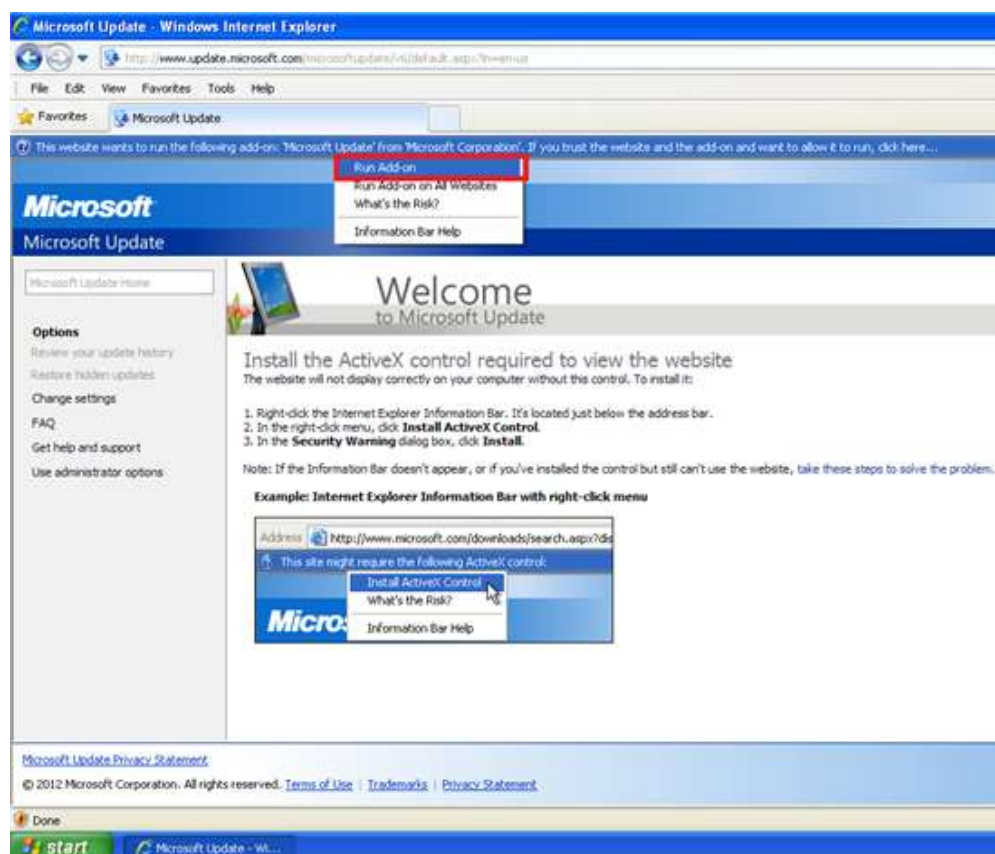 Microsoft Update - Windows Internet Explorer
http://www.update.microsoft.com/microsoftupdate/v6/default.aspx?ln=en-us
File Edit View Favorites Tools Help
Favorites Microsoft Update
This website wants to run the following add-on: 'Microsoft Update' from 'Microsoft Corporation'. If you trust the website and the add-on and want to allow it to run, click here...
Run Add-on
Run Add-on on All Websites
What's the Risk?
Information Bar Help
Microsoft
Microsoft Update
Microsoft Update Home
Options
Review your update history
Restore hidden updates
Change settings
FAQ
Get help and support
Use administrator options
Welcome
to Microsoft Update
Install the ActiveX control required to view the website
The website will not display correctly on your computer without this control. To install it:
1. Right-click the Internet Explorer Information Bar. It's located just below the address bar.
2. In the right-click menu, click Install ActiveX Control.
3. In the Security Warning dialog box, click Install.
Note: If the Information Bar doesn't appear, or if you've installed the control but still can't use the website, take these steps to solve the problem.
Example: Internet Explorer Information Bar with right-click menu
Address http://www.microsoft.com/downloads/search.aspx?dis
This site might require the following ActiveX control:
Install ActiveX Control
What's the Risk?
Information Bar Help
Micros
Microsoft Update Privacy Statement
© 2012 Microsoft Corporation. All rights reserved. Terms of Use | Trademarks | Privacy Statement
Done
start Microsoft Update - Wi...